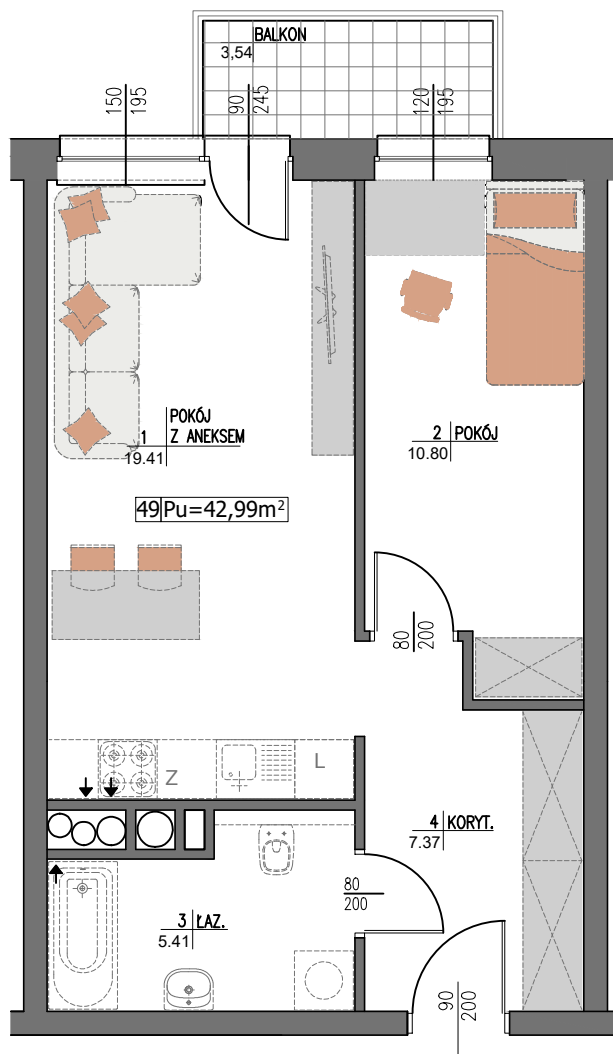 BALKON
3,54
150
195
90
245
120
195
POKÓJ
1 Z ANEKSEM
19.41
2 POKÓJ
10.80
49 Pu=42,99m²
80
200
Z
L
4 KORYT.
7.37
80
200
3 ŁAZ.
5.41
90
200